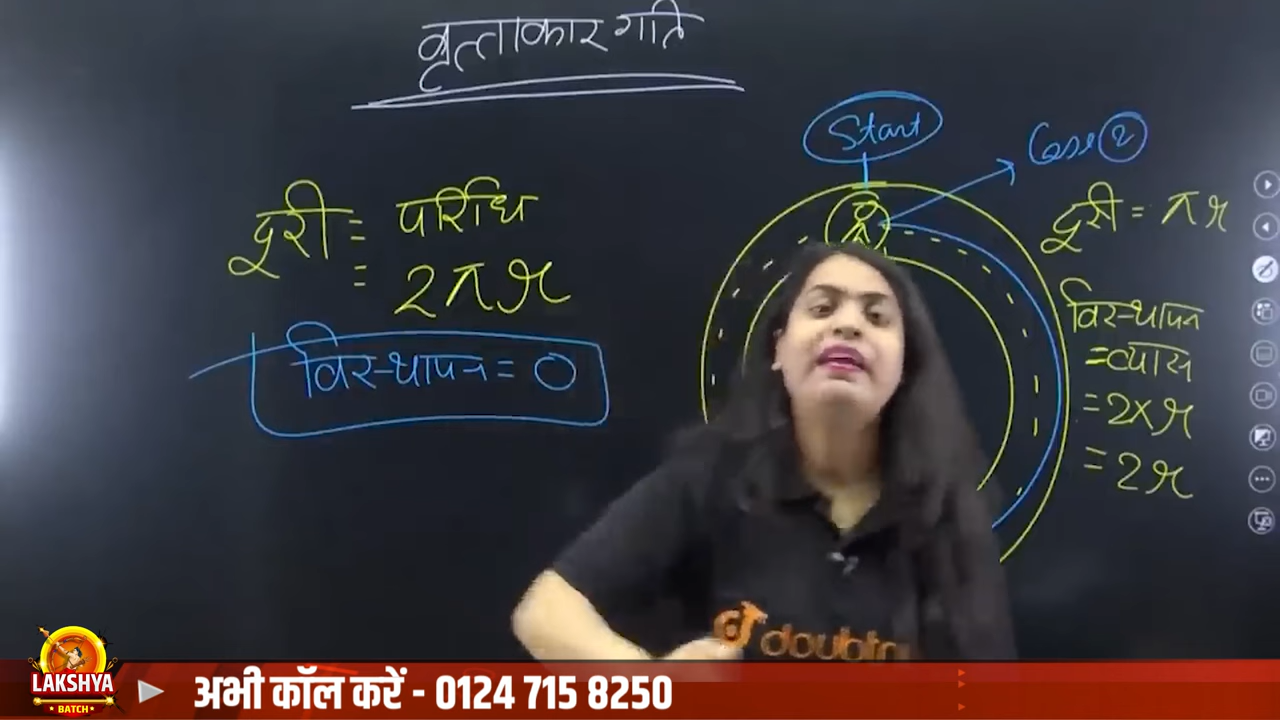 वृत्ताकार गति
दूरी = परिधि
= 2πr
विस्थापन = 0
Start
Case 2
दूरी = πr
विस्थापन
= व्यास
= 2×r
= 2r
doubtn
LAKSHYA
BATCH
अभी कॉल करें - 0124 715 8250